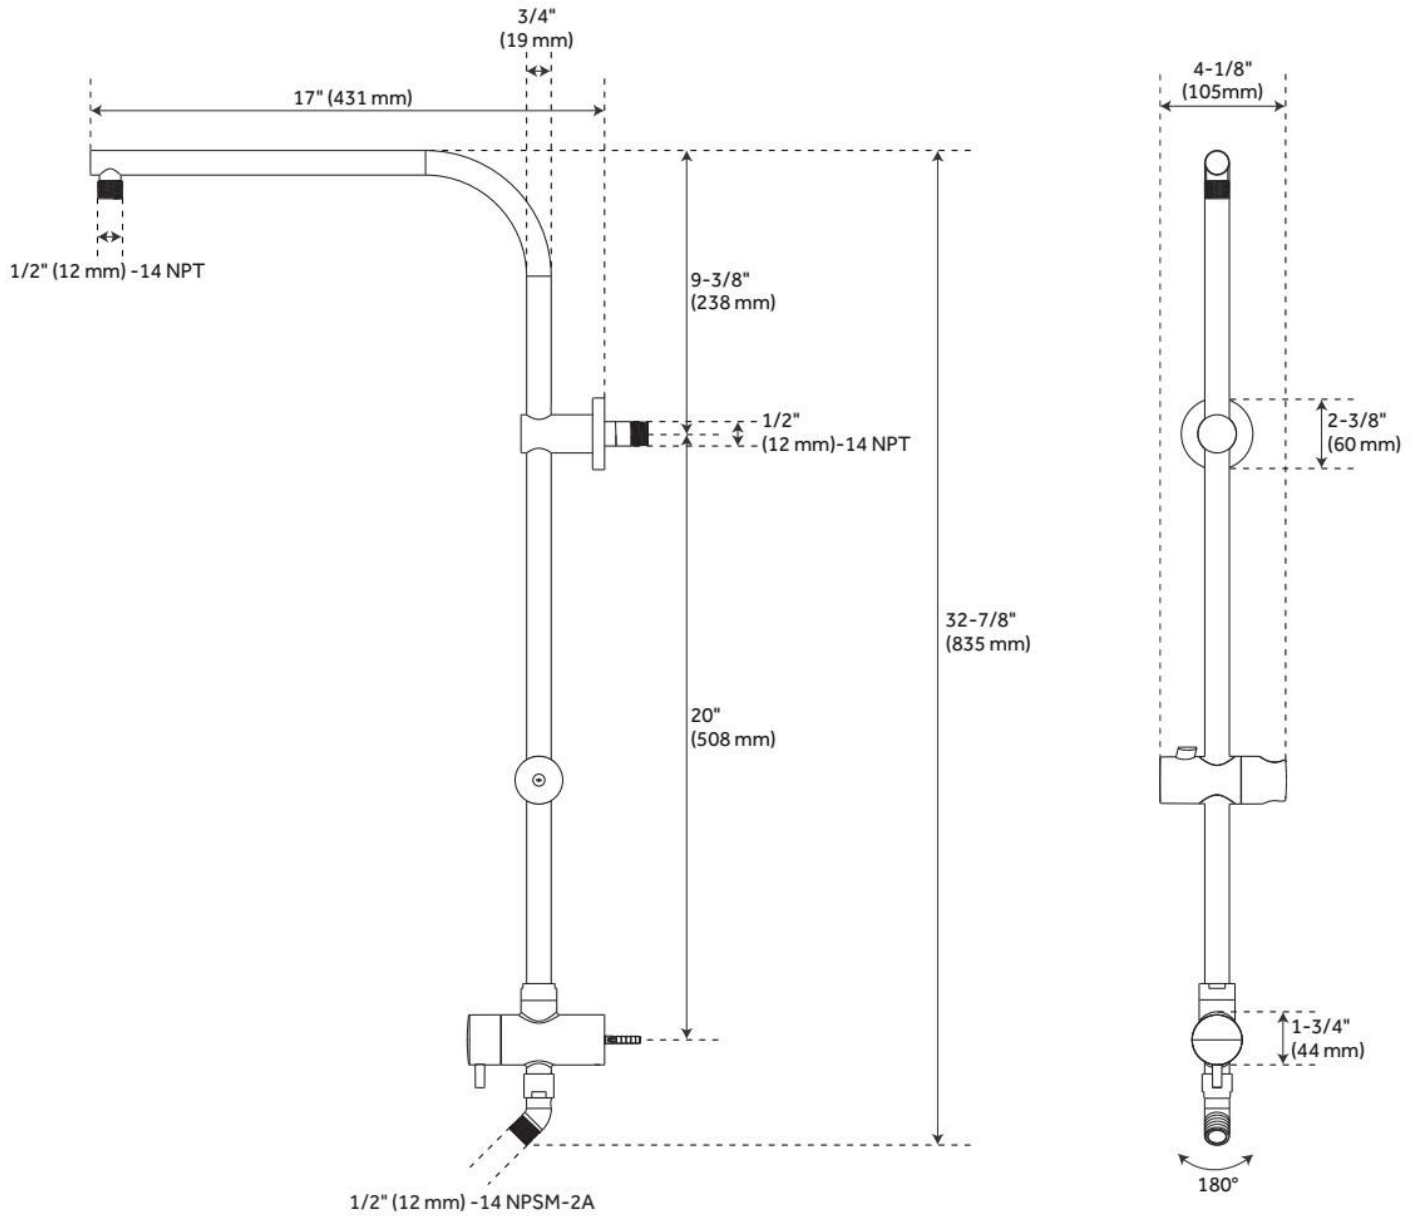 3/4"
(19 mm)
17" (431 mm)
4-1/8"
(105mm)
1/2" (12 mm) -14 NPT
9-3/8"
(238 mm)
1/2"
(12 mm)-14 NPT
2-3/8"
(60 mm)
32-7/8"
(835 mm)
20"
(508 mm)
1-3/4"
(44 mm)
1/2" (12 mm) -14 NPSM-2A
180°